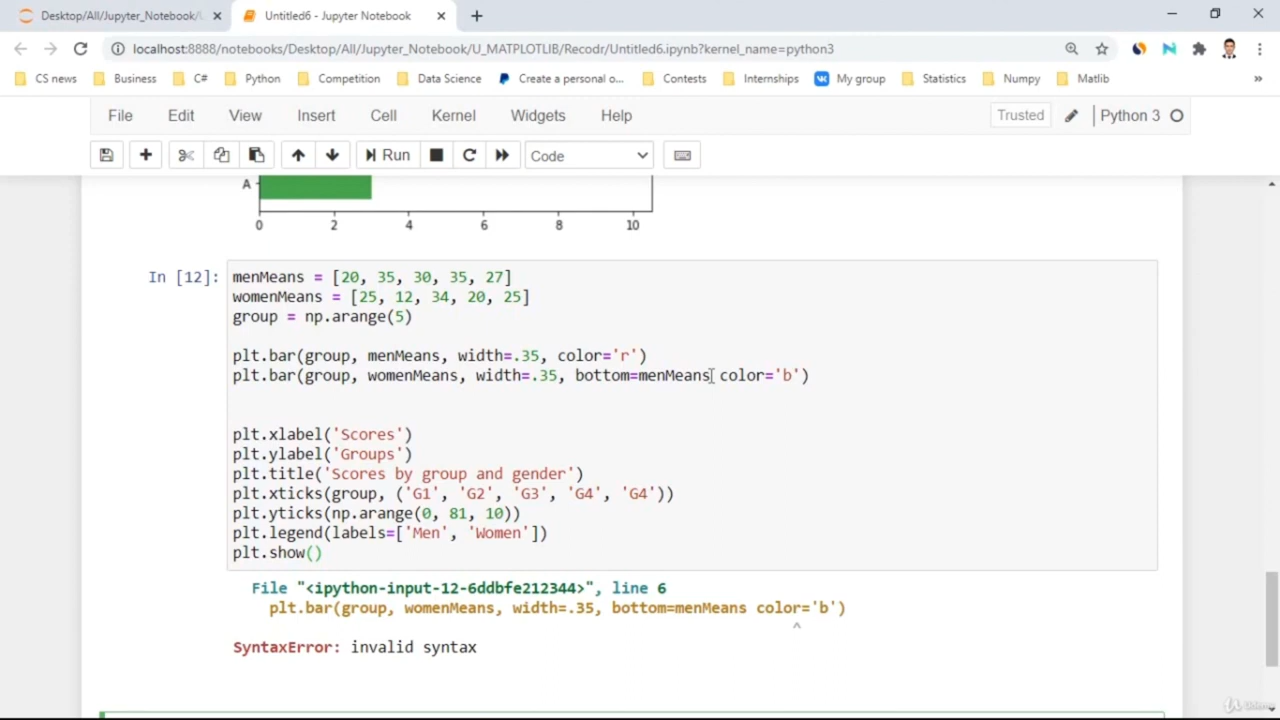 Desktop/All/Jupyter_Notebook/
Untitled6 - Jupyter Notebook
localhost:8888/notebooks/Desktop/All/Jupyter_Notebook/U_MATPLOTLIB/Recodr/Untitled6.ipynb?kernel_name=python3
CS news Business C# Python Competition Data Science Create a personal o... Contests Internships My group Statistics Numpy Matlib »
File Edit View Insert Cell Kernel Widgets Help Trusted Python 3
Run Code
A
0 2 4 6 8 10
In [12]:
menMeans = [20, 35, 30, 35, 27]
womenMeans = [25, 12, 34, 20, 25]
group = np.arange(5)
plt.bar(group, menMeans, width=.35, color='r')
plt.bar(group, womenMeans, width=.35, bottom=menMeans color='b')
plt.xlabel('Scores')
plt.ylabel('Groups')
plt.title('Scores by group and gender')
plt.xticks(group, ('G1', 'G2', 'G3', 'G4', 'G4'))
plt.yticks(np.arange(0, 81, 10))
plt.legend(labels=['Men', 'Women'])
plt.show()
File "<ipython-input-12-6ddbfe212344>", line 6
plt.bar(group, womenMeans, width=.35, bottom=menMeans color='b')
^
SyntaxError: invalid syntax